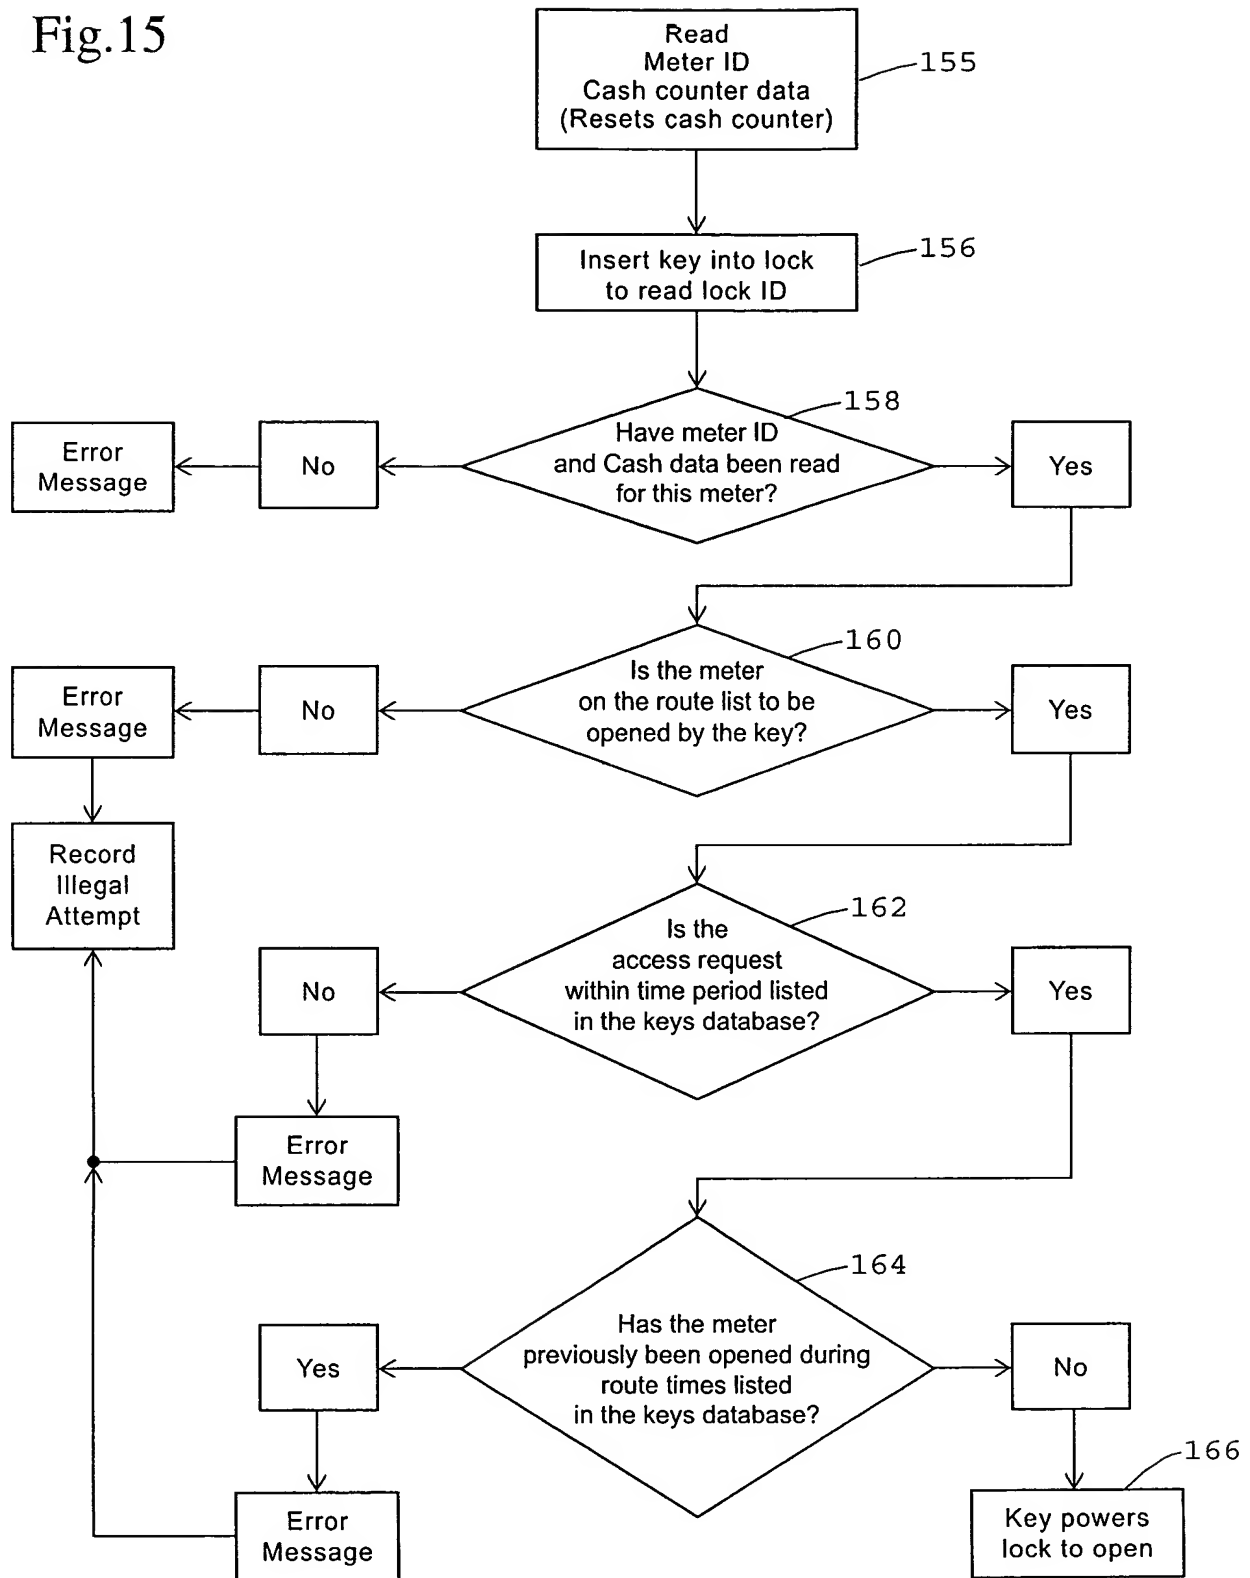 Fig.15
Read
Meter ID
Cash counter data
(Resets cash counter)
155
Insert key into lock
to read lock ID
156
158
Have meter ID
and Cash data been read
for this meter?
Error
Message
No
Yes
160
Is the meter
on the route list to be
opened by the key?
Error
Message
No
Yes
Record
Illegal
Attempt
162
Is the
access request
within time period listed
in the keys database?
No
Yes
Error
Message
164
Has the meter
previously been opened during
route times listed
in the keys database?
Yes
No
Error
Message
166
Key powers
lock to open